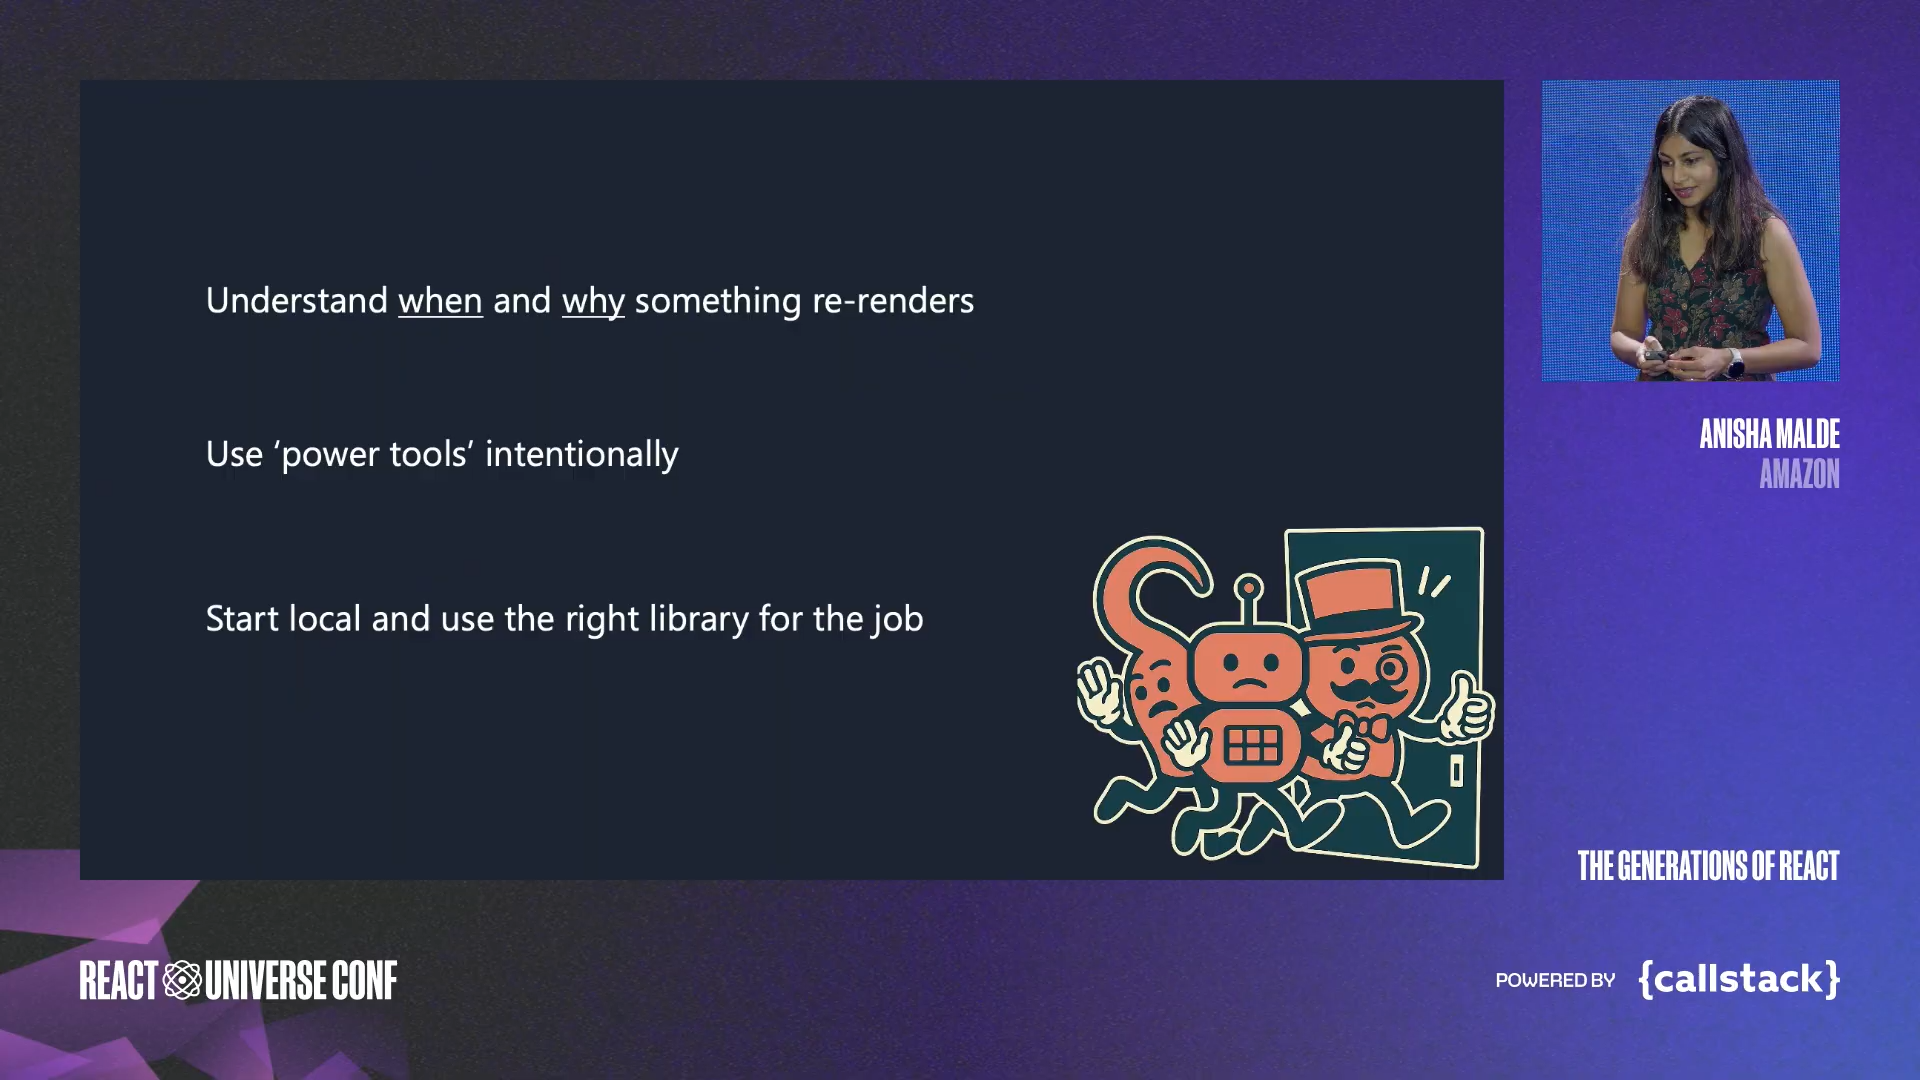 Understand when and why something re-renders
Use ‘power tools’ intentionally
Start local and use the right library for the job
ANISHA MALDE
AMAZON
THE GENERATIONS OF REACT
REACT UNIVERSE CONF
POWERED BY {callstack}